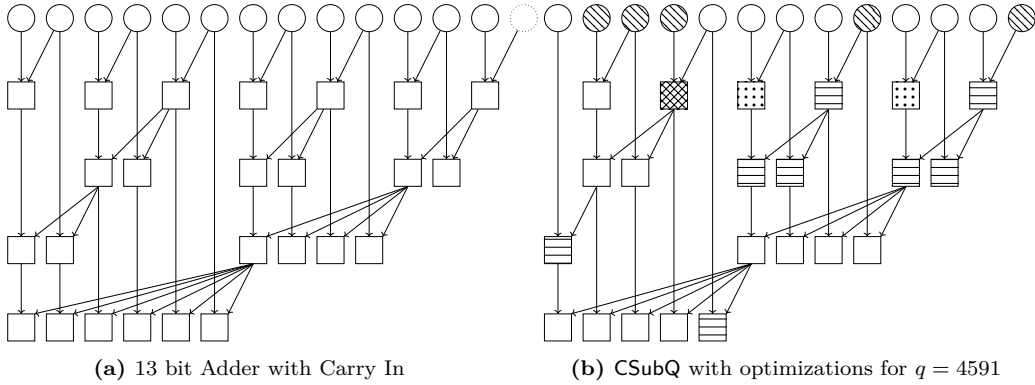 (a) 13 bit Adder with Carry In
(b) CSubQ with optimizations for q = 4591